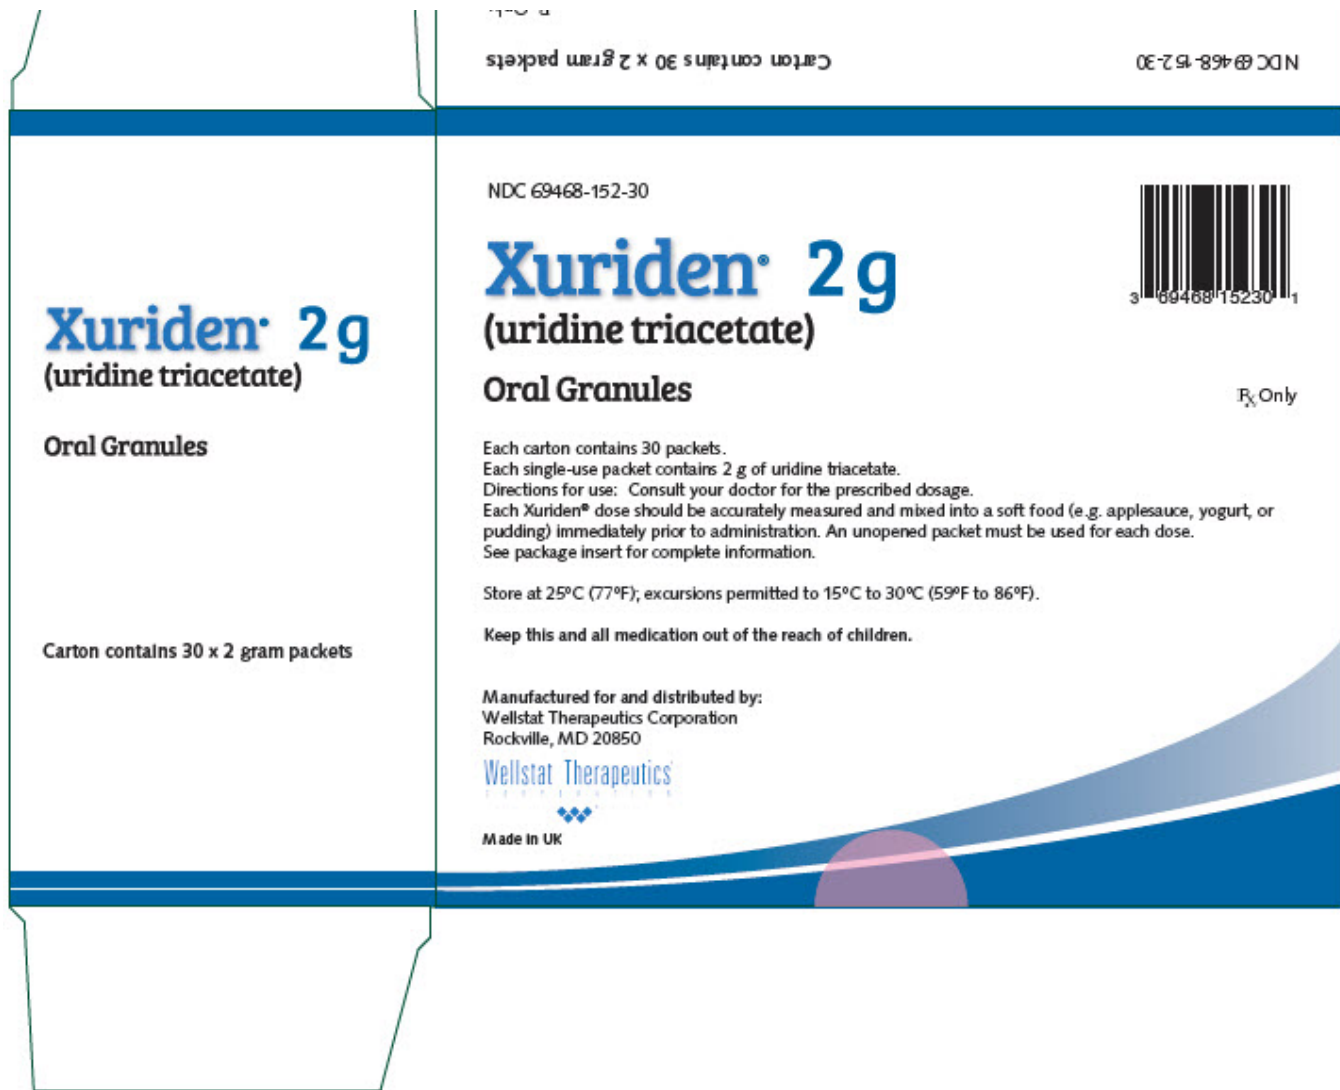 Rx Only
Carton contains 30 x 2 gram packets
NDC 69468-152-30
Xuriden® 2g
(uridine triacetate)
Oral Granules
Carton contains 30 x 2 gram packets
NDC 69468-152-30
3 69468 15230 1
Xuriden® 2g
(uridine triacetate)
Oral Granules
Rx Only
Each carton contains 30 packets.
Each single-use packet contains 2 g of uridine triacetate.
Directions for use: Consult your doctor for the prescribed dosage.
Each Xuriden® dose should be accurately measured and mixed into a soft food (e.g. applesauce, yogurt, or
pudding) immediately prior to administration. An unopened packet must be used for each dose.
See package insert for complete information.
Store at 25°C (77°F); excursions permitted to 15°C to 30°C (59°F to 86°F).
Keep this and all medication out of the reach of children.
Manufactured for and distributed by:
Wellstat Therapeutics Corporation
Rockville, MD 20850
Wellstat Therapeutics
CORPORATION
Made in UK